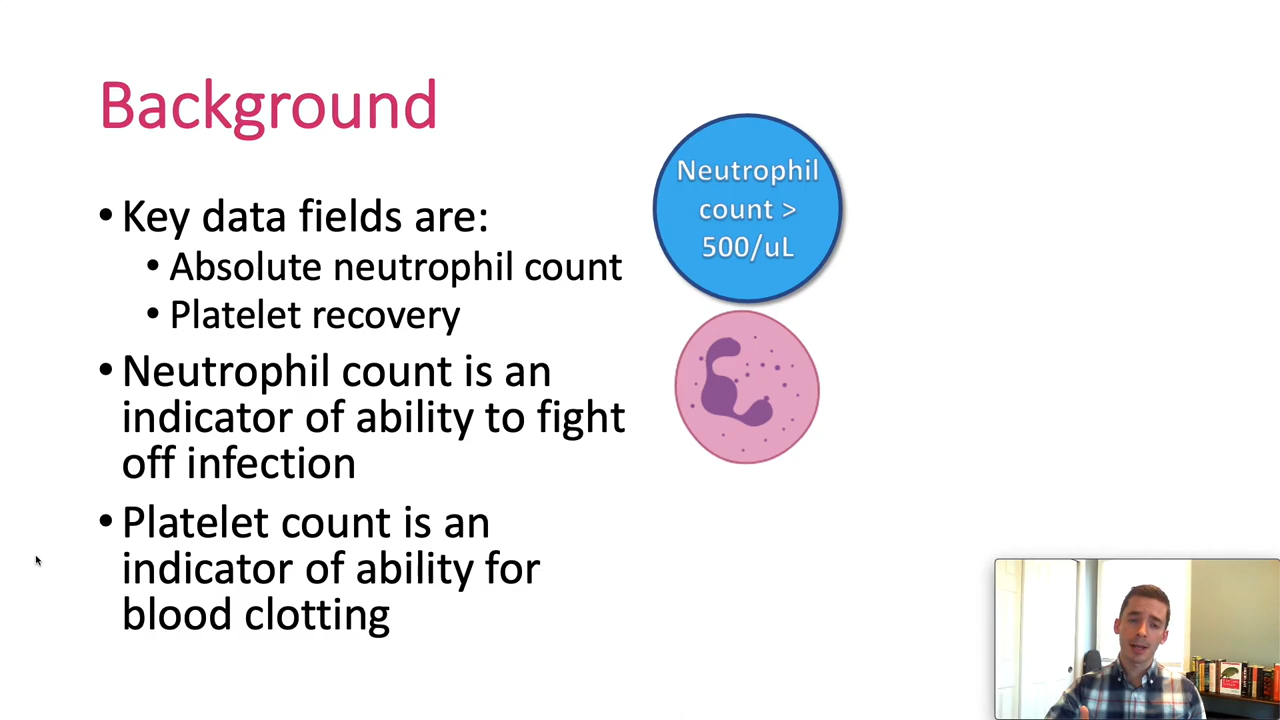 Background
• Key data fields are:
• Absolute neutrophil count
• Platelet recovery
• Neutrophil count is an
indicator of ability to fight
off infection
• Platelet count is an
indicator of ability for
blood clotting
Neutrophil
count >
500/uL